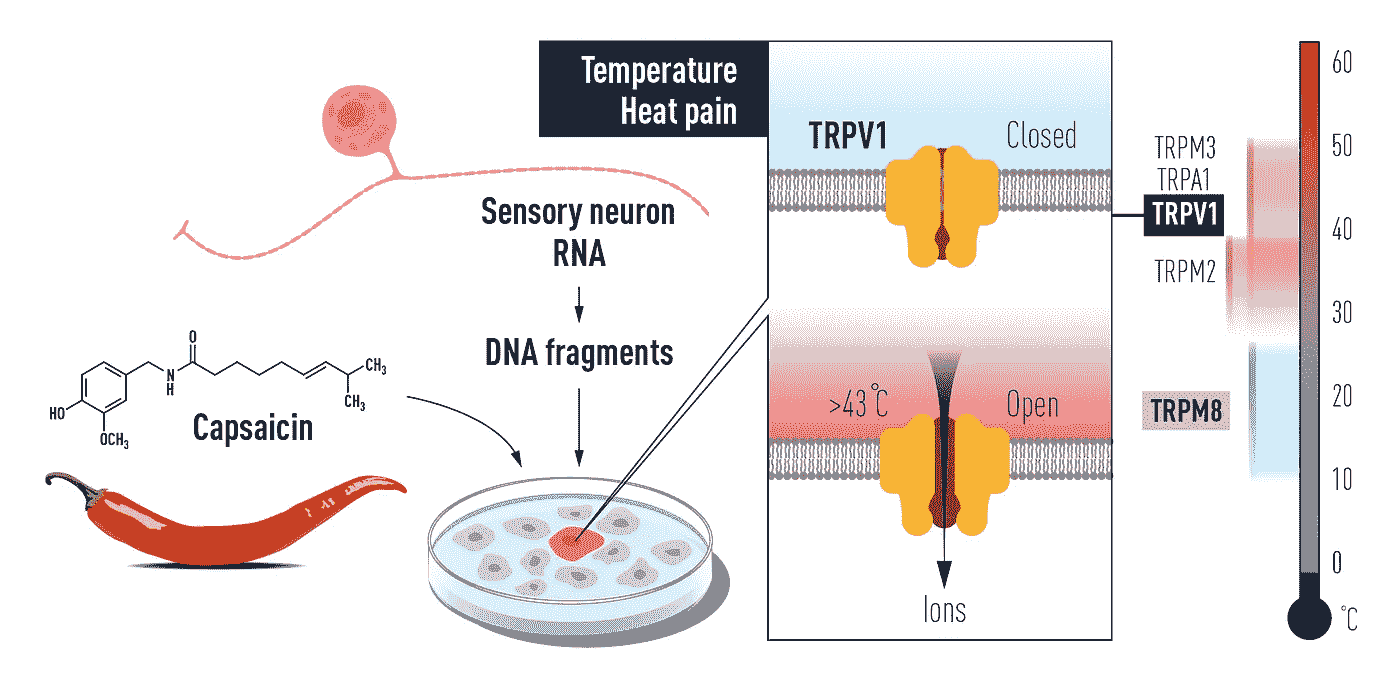 Temperature
Heat pain
Sensory neuron
RNA
DNA fragments
O
N
H
CH₃
CH₃
HO
OCH₃
Capsaicin
TRPV1
Closed
>43°C
Open
Ions
TRPM3
TRPA1
TRPV1
TRPM2
TRPM8
60
50
40
30
20
10
0
°C